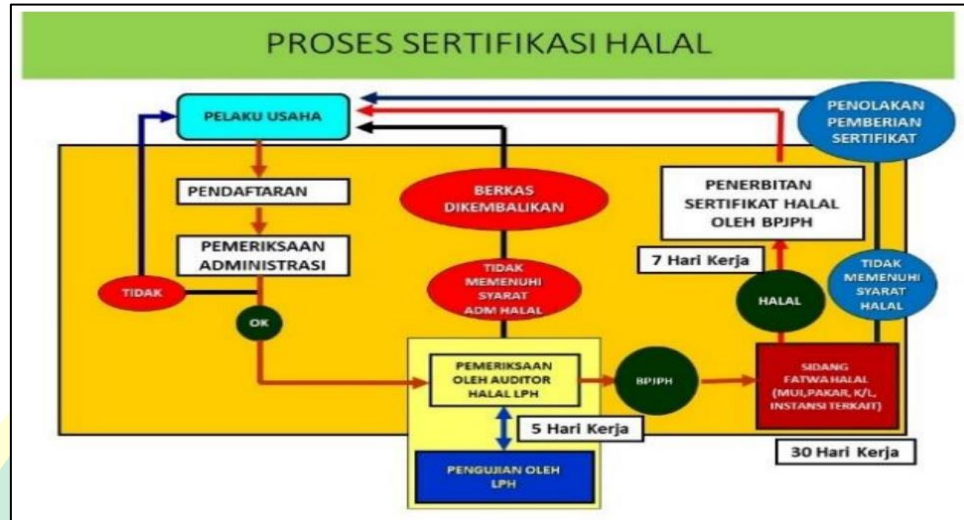 PROSES SERTIFIKASI HALAL
PELAKU USAHA
PENOLAKAN
PEMBERIAN
SERTIFIKAT
PENDAFTARAN
BERKAS
DIKEMBALIKAN
PENERBITAN
SERTIFIKAT HALAL
OLEH BPJPH
PEMERIKSAAN
ADMINISTRASI
7 Hari Kerja
TIDAK
TIDAK
MEMENUHI
SYARAT
ADM HALAL
HALAL
TIDAK
MEMENUHI
SYARAT
HALAL
OK
PEMERIKSAAN
OLEH AUDITOR
HALAL LPH
BPJPH
SIDANG
FATWA HALAL
(MUI,PAKAR, K/L,
INSTANSI TERKAIT)
5 Hari Kerja
30 Hari Kerja
PENGUJIAN OLEH
LPH